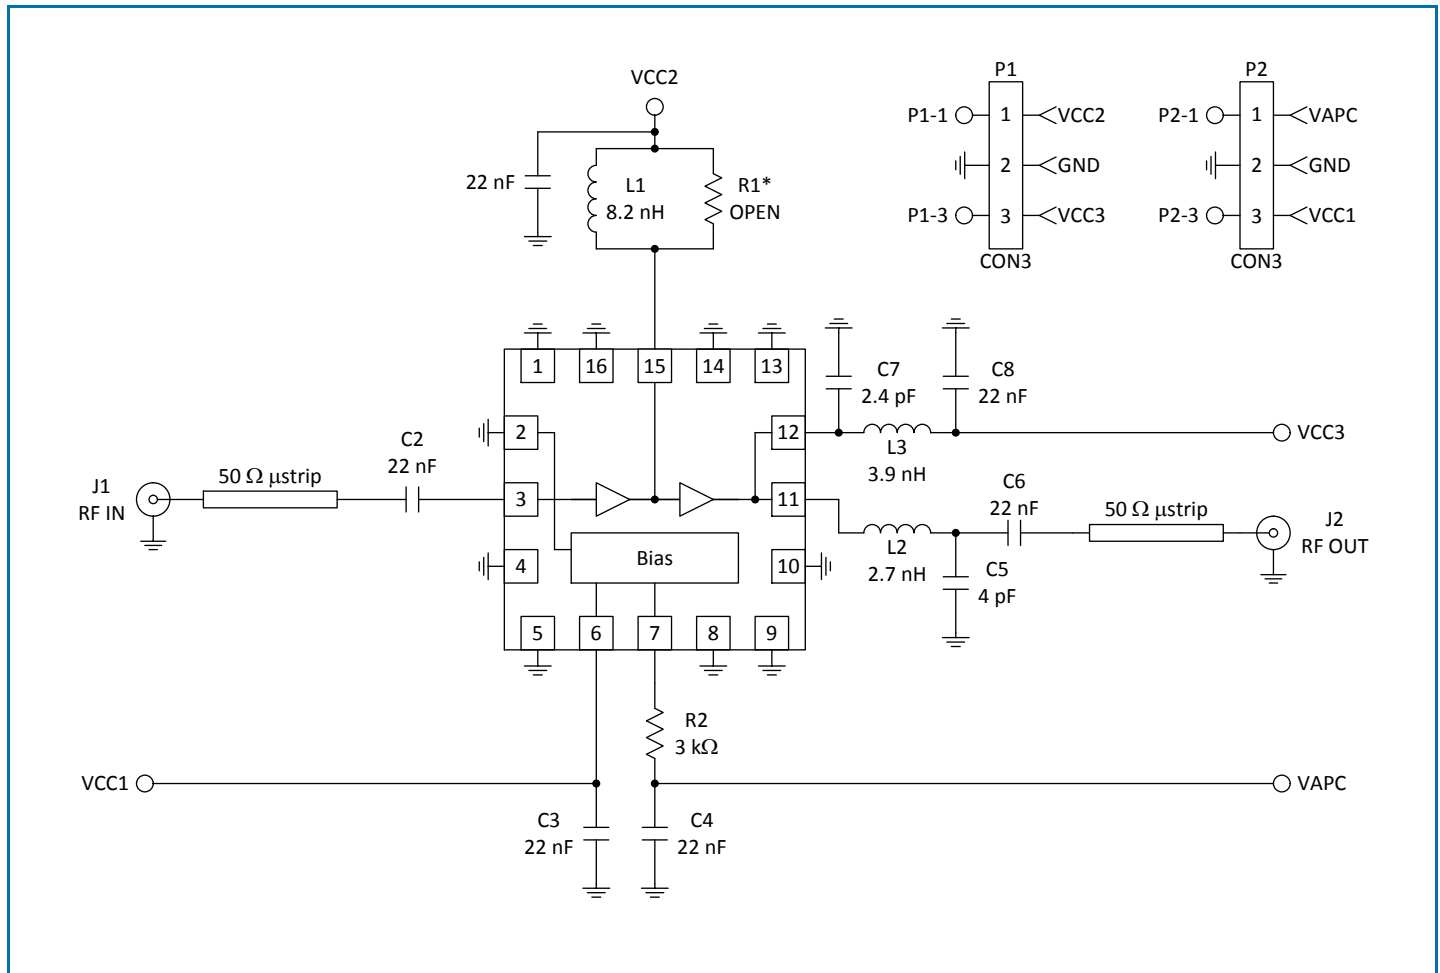 VCC2
22 nF
L1
8.2 nH
R1*
OPEN
P1
P1-1
1
VCC2
2
GND
P1-3
3
VCC3
CON3
P2
P2-1
1
VAPC
2
GND
P2-3
3
VCC1
CON3
1
16
15
14
13
2
3
4
12
11
10
5
6
7
8
9
Bias
J1
RF IN
50 Ω µstrip
C2
22 nF
C7
2.4 pF
C8
22 nF
L3
3.9 nH
VCC3
L2
2.7 nH
C6
22 nF
C5
4 pF
50 Ω µstrip
J2
RF OUT
R2
3 kΩ
VCC1
VAPC
C3
22 nF
C4
22 nF